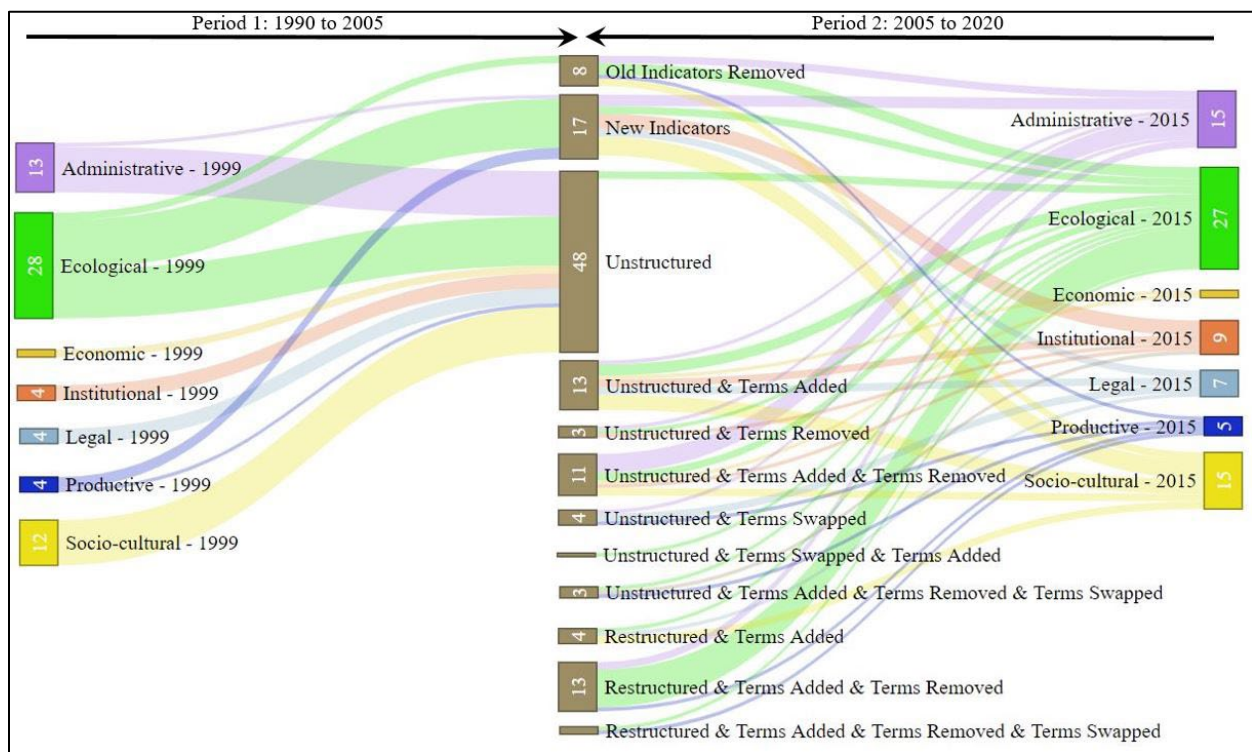 Period 1: 1990 to 2005
Period 2: 2005 to 2020
13
Administrative - 1999
28
Ecological - 1999
Economic - 1999
4
Institutional - 1999
4
Legal - 1999
4
Productive - 1999
12
Socio-cultural - 1999
8
Old Indicators Removed
17
New Indicators
48
Unstructured
13
Unstructured & Terms Added
3
Unstructured & Terms Removed
11
Unstructured & Terms Added & Terms Removed
4
Unstructured & Terms Swapped
Unstructured & Terms Swapped & Terms Added
3
Unstructured & Terms Added & Terms Removed & Terms Swapped
4
Restructured & Terms Added
13
Restructured & Terms Added & Terms Removed
Restructured & Terms Added & Terms Removed & Terms Swapped
Administrative - 2015
15
Ecological - 2015
27
Economic - 2015
Institutional - 2015
9
Legal - 2015
7
Productive - 2015
5
Socio-cultural - 2015
15